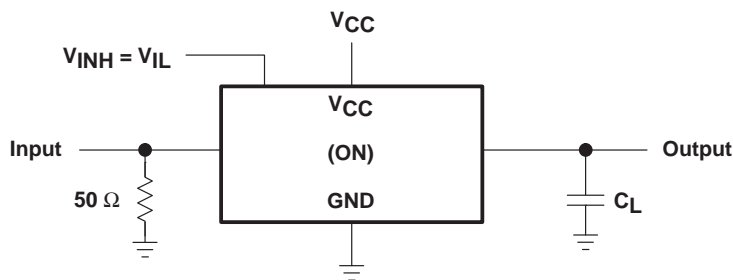 VCC
VINH = VIL
VCC
Input
(ON)
Output
50 Ω
GND
CL